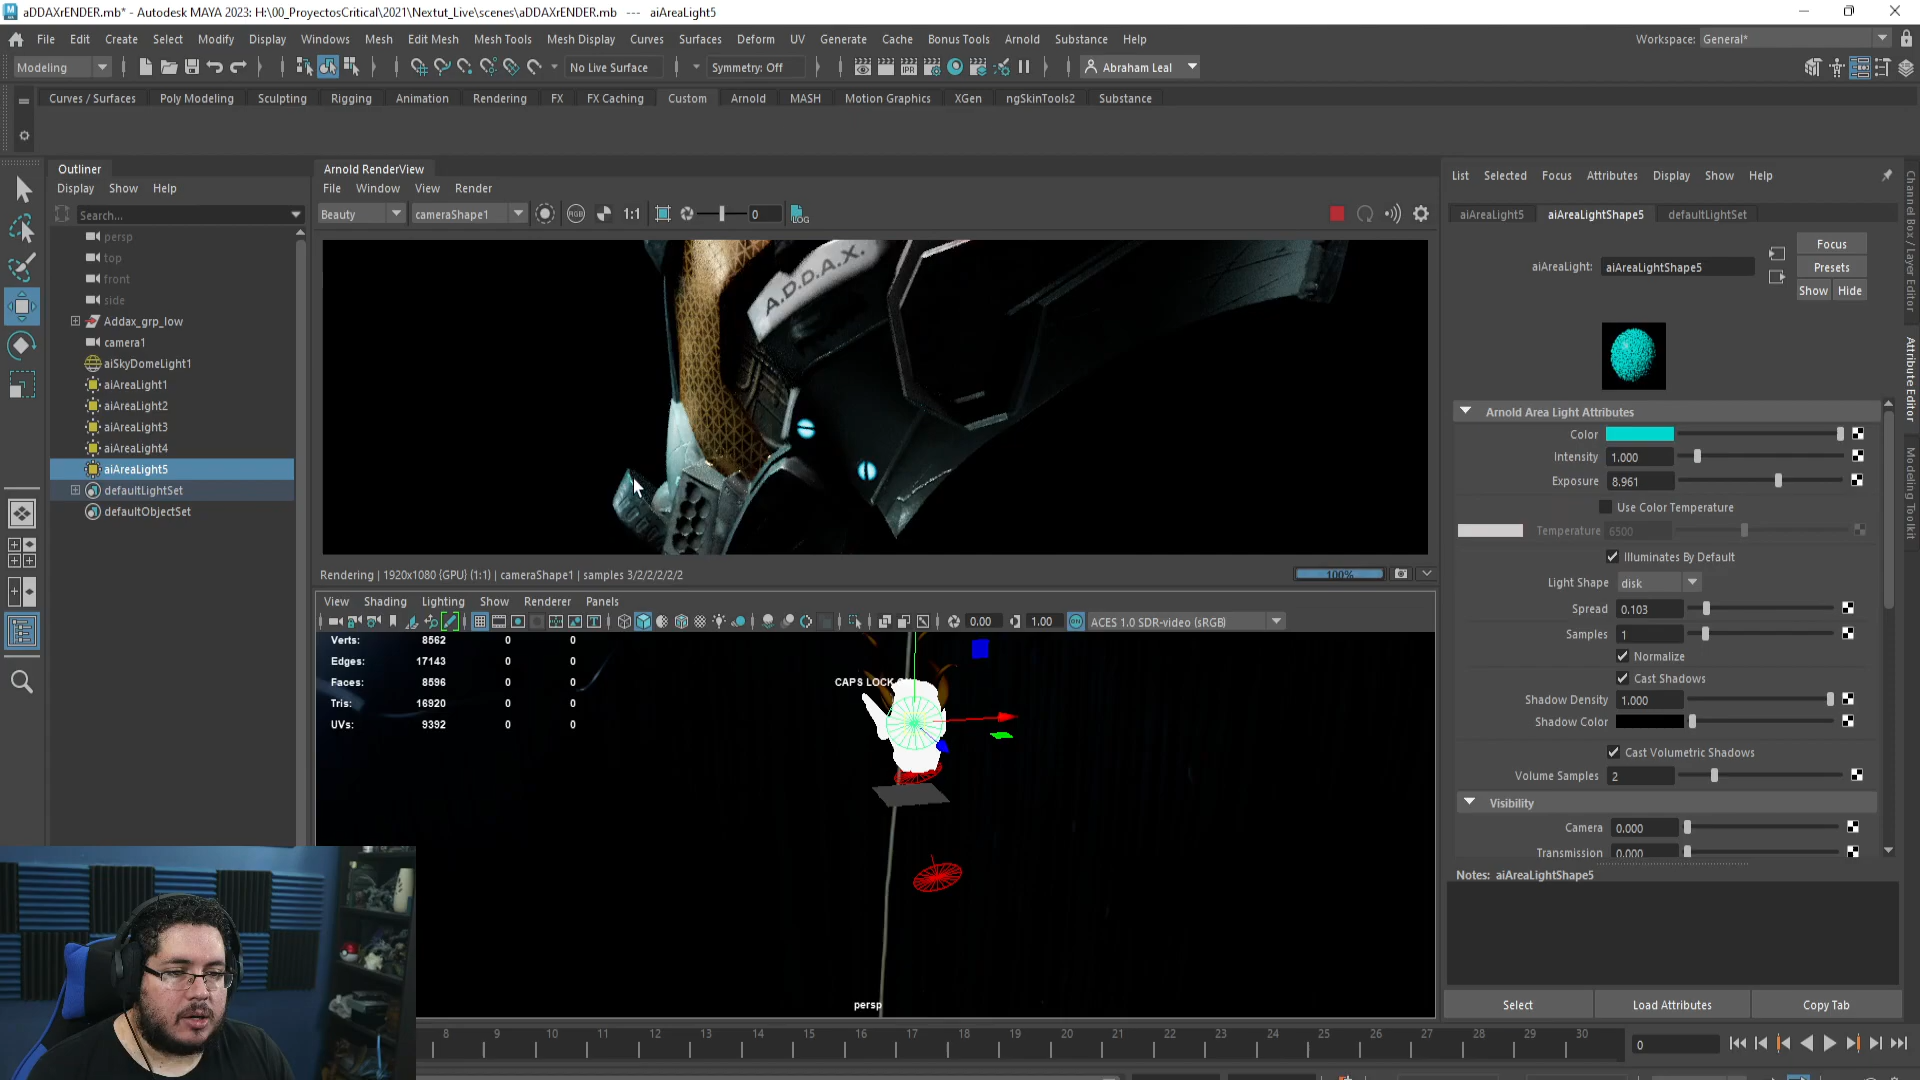 aDDAXrENDER.mb* - Autodesk MAYA 2023: H:\00_ProyectosCritical\2021\Nextut_Live\scenes\aDDAXrENDER.mb --- aiAreaLight5
File Edit Create Select Modify Display Windows Mesh Edit Mesh Mesh Tools Mesh Display Curves Surfaces Deform UV Generate Cache Bonus Tools Arnold Substance Help
Workspace: General*
Modeling No Live Surface Symmetry: Off IPR Abraham Leal
Curves / Surfaces Poly Modeling Sculpting Rigging Animation Rendering FX FX Caching Custom Arnold MASH Motion Graphics XGen ngSkinTools2 Substance
Outliner
Display Show Help
Search...
persp
top
front
side
Addax_grp_low
camera1
aiSkyDomeLight1
aiAreaLight1
aiAreaLight2
aiAreaLight3
aiAreaLight4
aiAreaLight5
defaultLightSet
defaultObjectSet
Arnold RenderView
File Window View Render
Beauty cameraShape1 RGB 1:1 0 LOG
A.D.D.A.X.
Rendering | 1920x1080 {GPU} (1:1) | cameraShape1 | samples 3/2/2/2/2/2
100%
View Shading Lighting Show Renderer Panels
0.00 1.00 ON ACES 1.0 SDR-video (sRGB)
Verts: 8562 0 0
Edges: 17143 0 0
Faces: 8596 0 0
Tris: 16920 0 0
UVs: 9392 0 0
CAPS LOCK
persp
List Selected Focus Attributes Display Show Help
aiAreaLight5 aiAreaLightShape5 defaultLightSet
aiAreaLight: aiAreaLightShape5
Focus
Presets
Show Hide
Arnold Area Light Attributes
Color
Intensity 1.000
Exposure 8.961
Use Color Temperature
Temperature 6500
Illuminates By Default
Light Shape disk
Spread 0.103
Samples 1
Normalize
Cast Shadows
Shadow Density 1.000
Shadow Color
Cast Volumetric Shadows
Volume Samples 2
Visibility
Camera 0.000
Transmission 0.000
Notes: aiAreaLightShape5
Select Load Attributes Copy Tab
Channel Box / Layer Editor
Attribute Editor
Modeling Toolkit
8 9 10 11 12 13 14 15 16 17 18 19 20 21 22 23 24 25 26 27 28 29 30
0